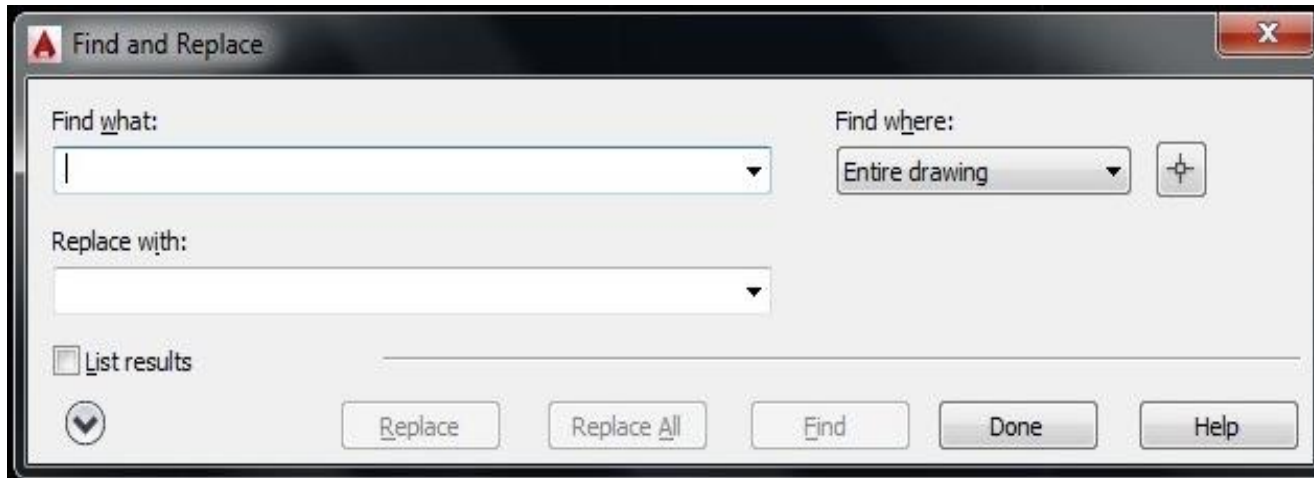 Find and Replace
Find what:
Find where:
Entire drawing
Replace with:
List results
Replace
Replace All
Find
Done
Help